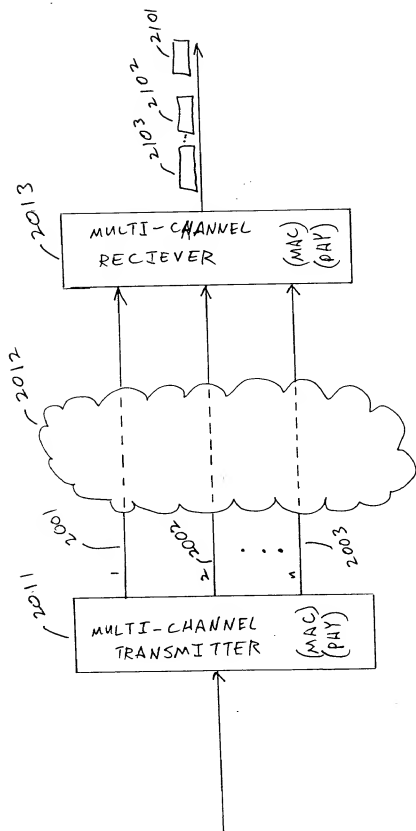 2011
MULTI-CHANNEL
TRANSMITTER
(MAC)
(PHY)
1
2001
2
2002
n
2003
2012
2013
MULTI-CHANNEL
RECIEVER
(MAC)
(PHY)
2103
2102
2101